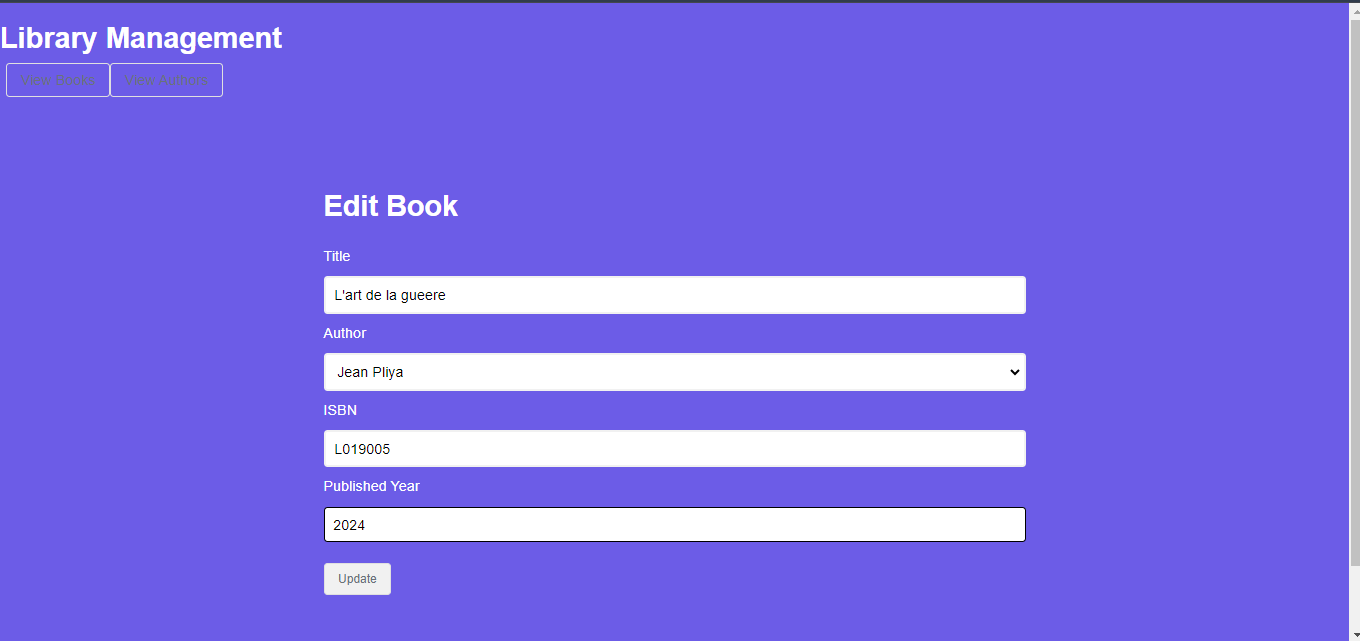 Library Management
View Books View Authors
Edit Book
Title
L'art de la gueere
Author
Jean Pliya
ISBN
L019005
Published Year
2024
Update